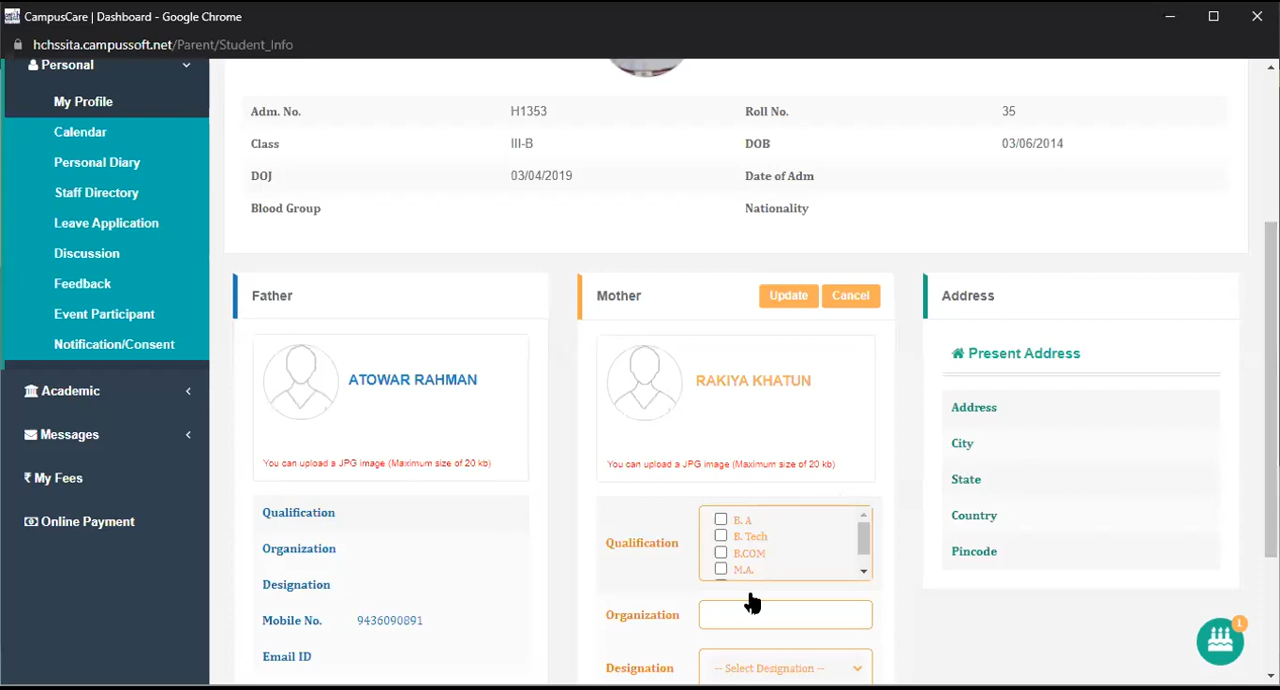 CampusCare | Dashboard - Google Chrome
hchssita.campussoft.net/Parent/Student_Info
Personal
My Profile
Calendar
Personal Diary
Staff Directory
Leave Application
Discussion
Feedback
Event Participant
Notification/Consent
Academic
Messages
₹ My Fees
Online Payment
Adm. No. H1353 Roll No. 35
Class III-B DOB 03/06/2014
DOJ 03/04/2019 Date of Adm
Blood Group Nationality
Father
ATOWAR RAHMAN
You can upload a JPG image (Maximum size of 20 kb)
Qualification
Organization
Designation
Mobile No. 9436090891
Email ID
Mother Update Cancel
RAKIYA KHATUN
You can upload a JPG image (Maximum size of 20 kb)
Qualification
B. A
B. Tech
B.COM
M.A.
Organization
Designation -- Select Designation --
Address
Present Address
Address
City
State
Country
Pincode
1